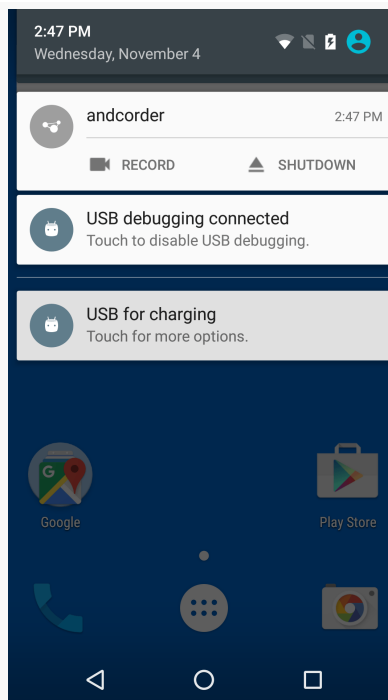 2:47 PM
Wednesday, November 4
andcorder
2:47 PM
RECORD
SHUTDOWN
USB debugging connected
Touch to disable USB debugging.
USB for charging
Touch for more options.
G
Google
Play Store